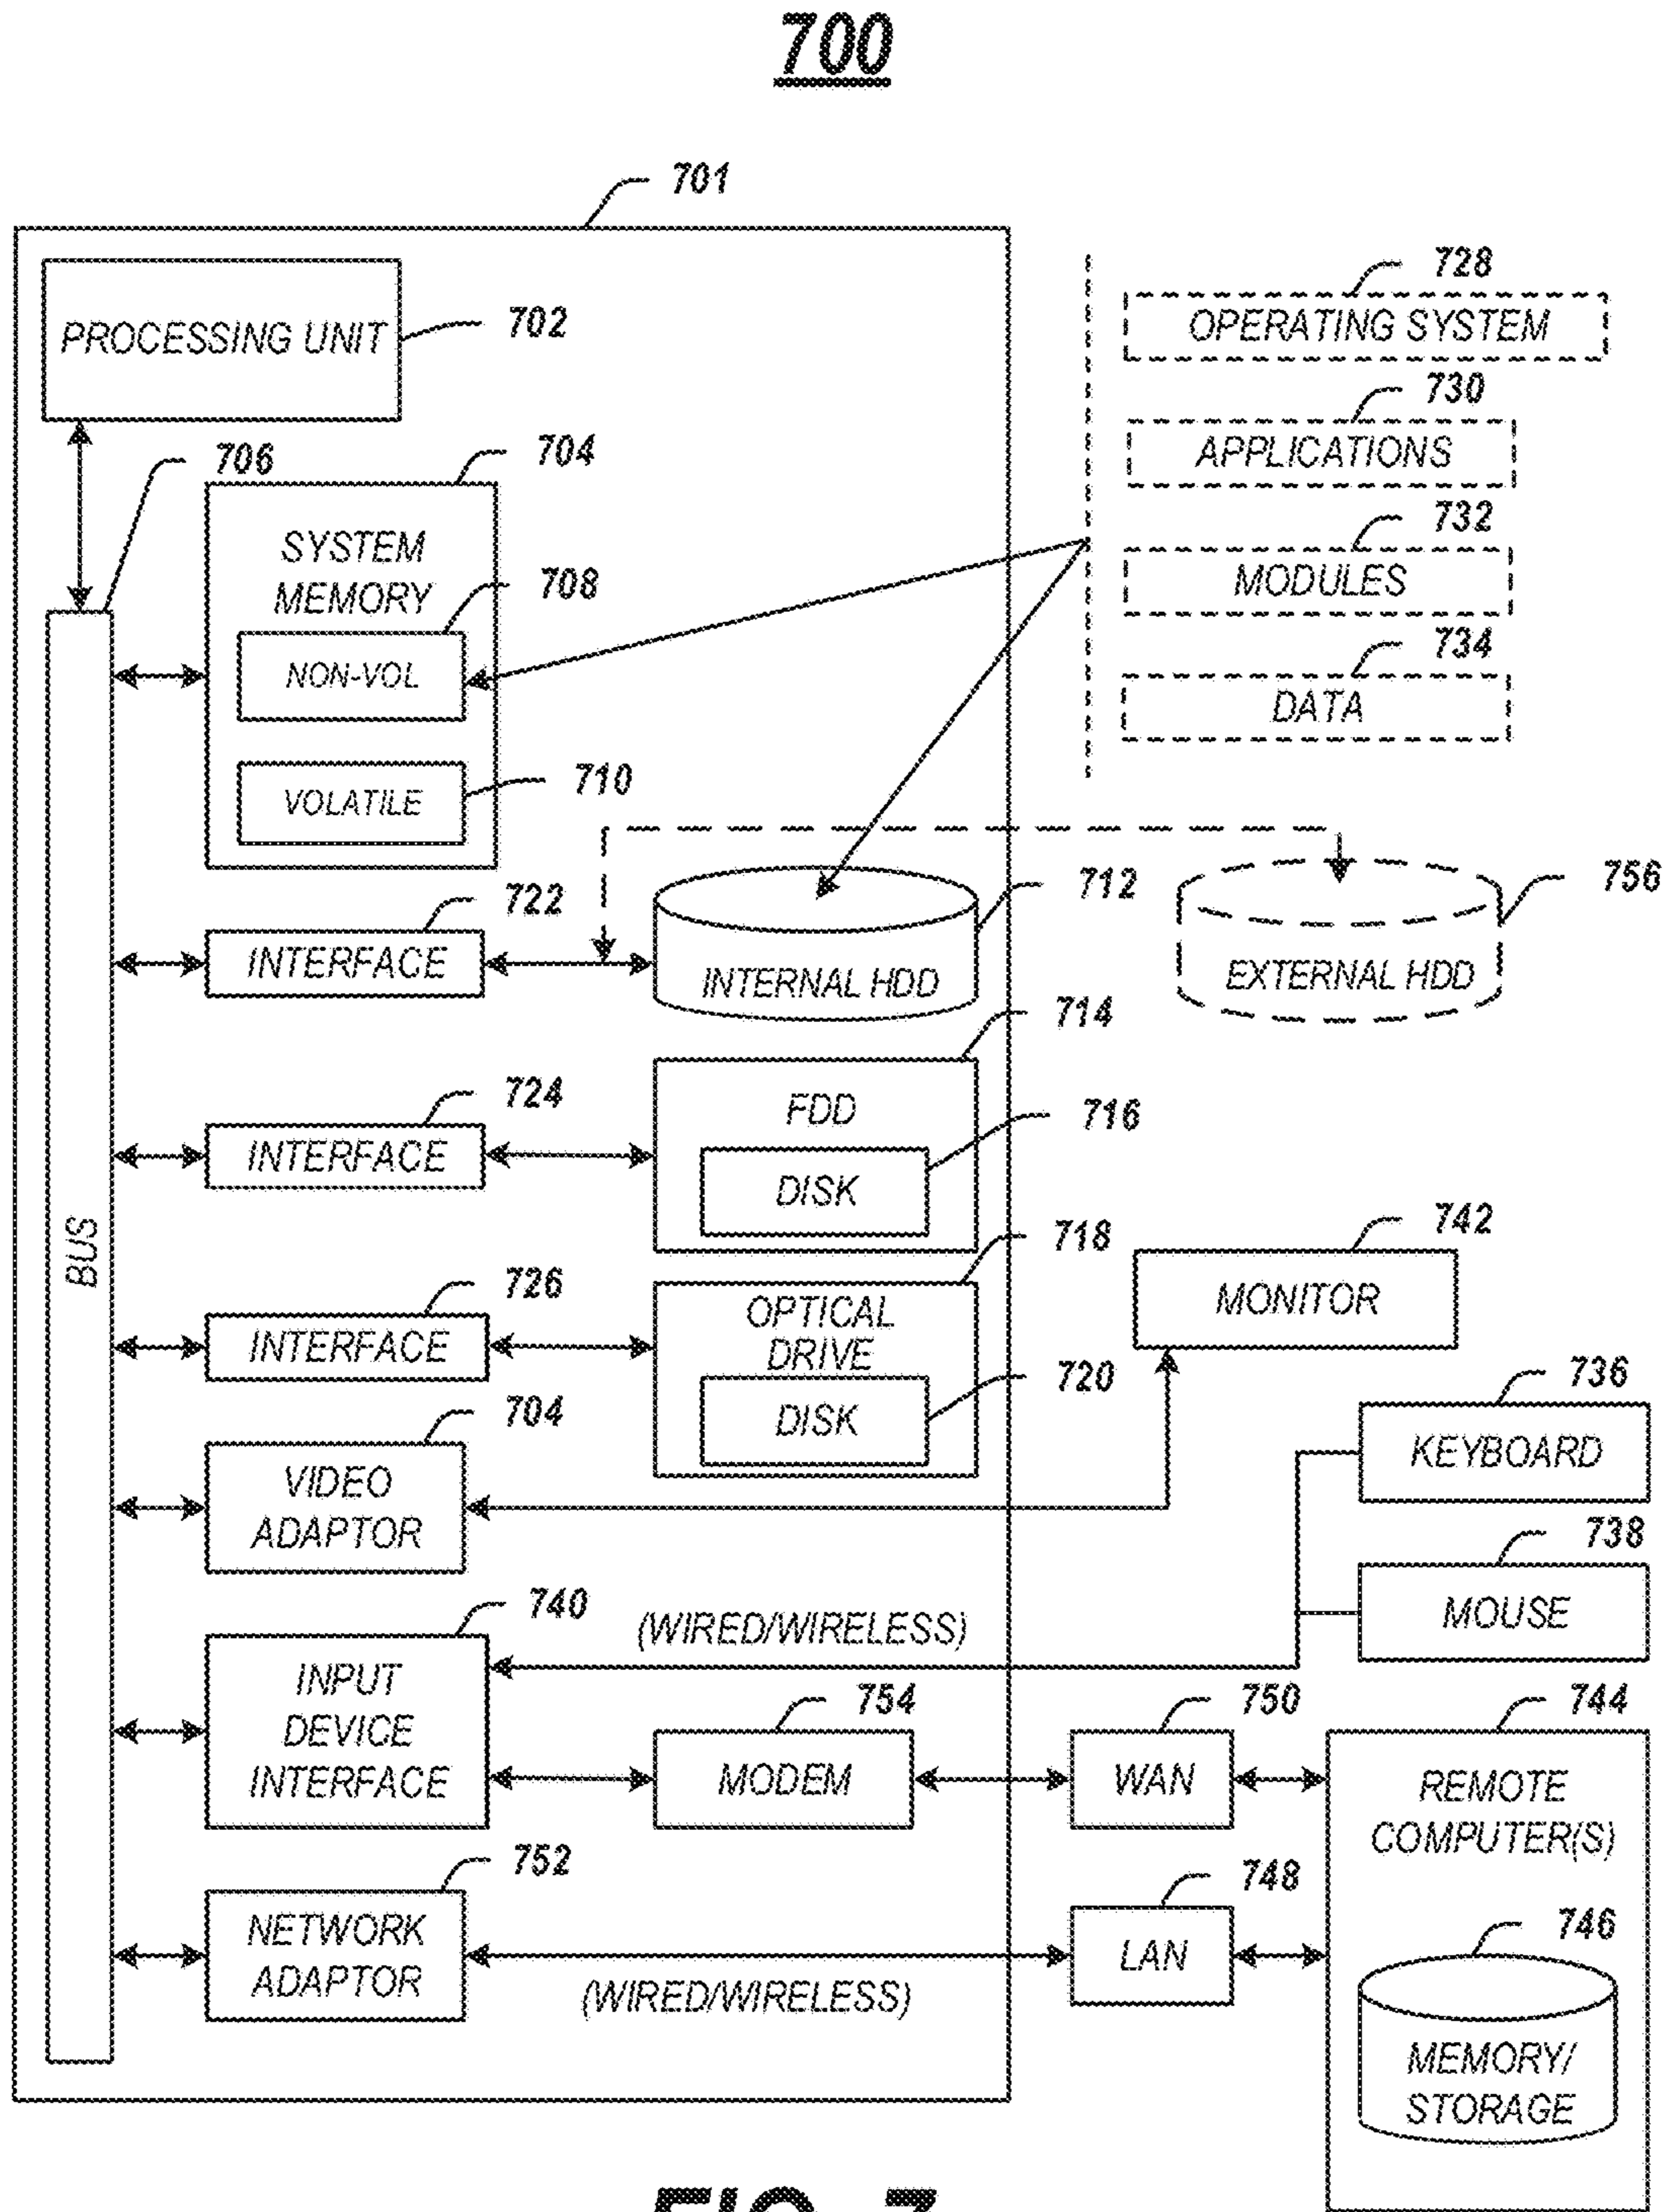 700
701
PROCESSING UNIT
702
728
OPERATING SYSTEM
730
APPLICATIONS
732
MODULES
734
DATA
706
704
SYSTEM
MEMORY
708
NON-VOL
710
VOLATILE
722
INTERFACE
712
INTERNAL HDD
756
EXTERNAL HDD
714
FDD
716
DISK
724
INTERFACE
BUS
718
OPTICAL
DRIVE
720
DISK
726
INTERFACE
742
MONITOR
704
VIDEO
ADAPTOR
736
KEYBOARD
738
MOUSE
740
INPUT
DEVICE
INTERFACE
(WIRED/WIRELESS)
754
MODEM
750
WAN
744
REMOTE
COMPUTER(S)
752
NETWORK
ADAPTOR
(WIRED/WIRELESS)
748
LAN
746
MEMORY/
STORAGE
FIG. 7